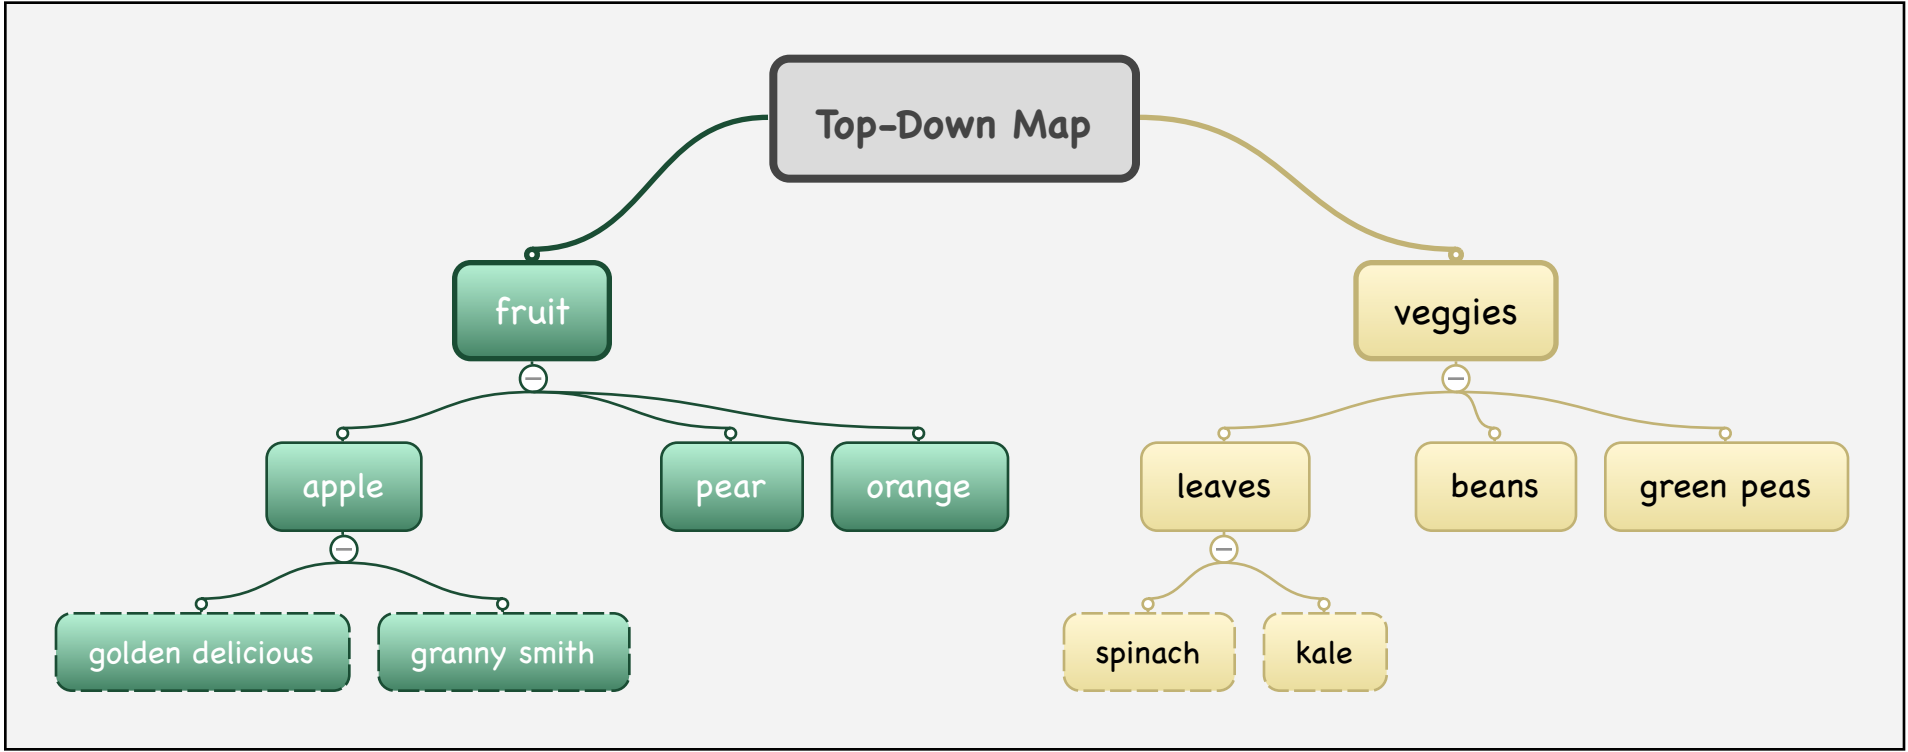 Top-Down Map
fruit
veggies
apple
pear
orange
leaves
beans
green peas
golden delicious
granny smith
spinach
kale